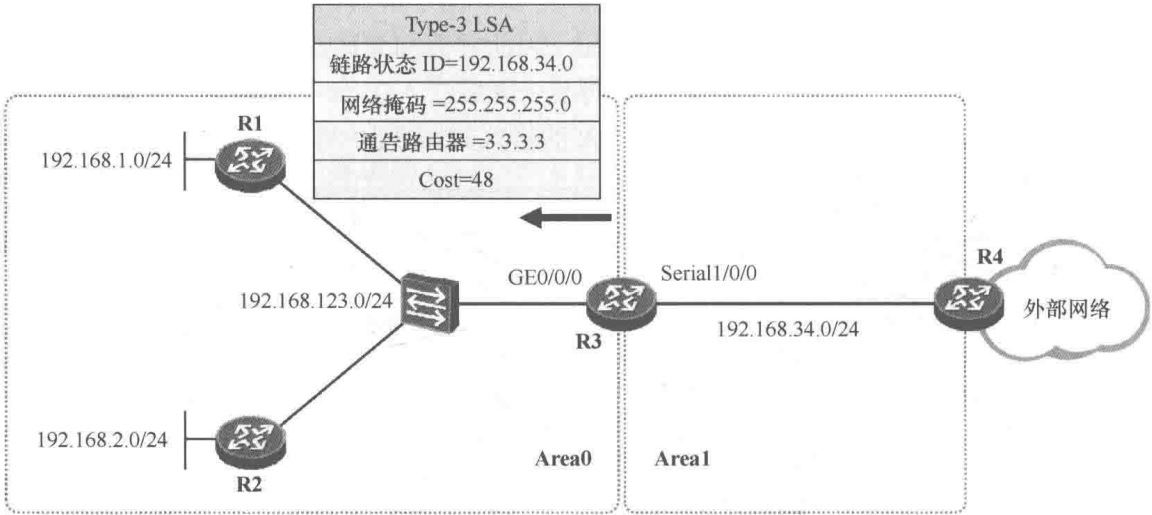 Type-3 LSA
链路状态 ID=192.168.34.0
网络掩码 =255.255.255.0
通告路由器 =3.3.3.3
Cost=48
R1
192.168.1.0/24
GE0/0/0
Serial1/0/0
R4
192.168.123.0/24
外部网络
R3
192.168.34.0/24
192.168.2.0/24
R2
Area0
Area1